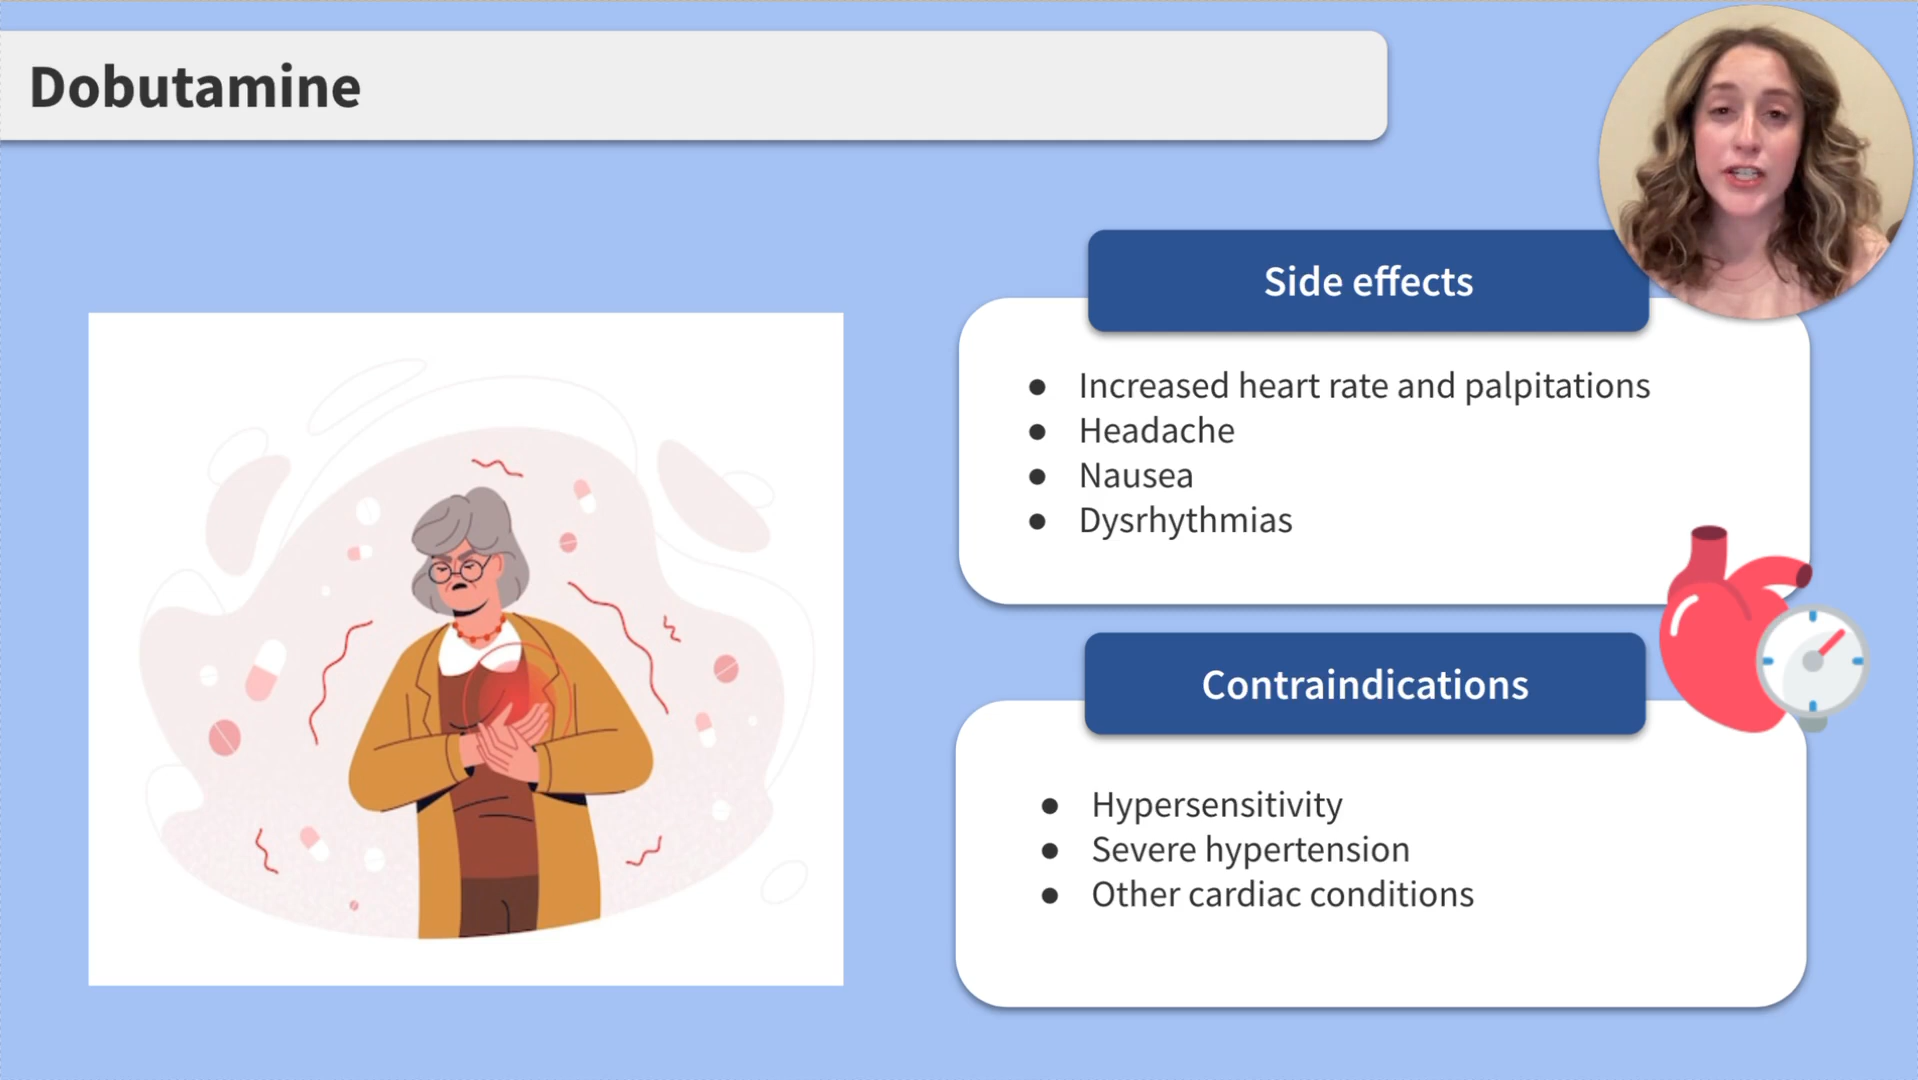 Dobutamine
Side effects
● Increased heart rate and palpitations
● Headache
● Nausea
● Dysrhythmias
Contraindications
● Hypersensitivity
● Severe hypertension
● Other cardiac conditions